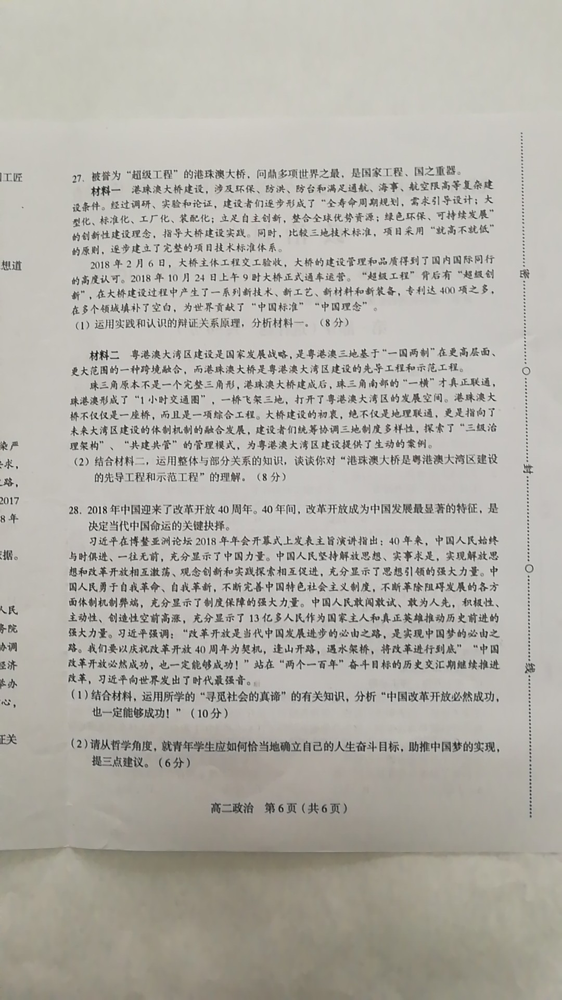 工匠
想道
染严
求,
路,
2017
8年
据。
人民
务院
协调
经济
举办
心,
证关
27. 被誉为“超级工程”的港珠澳大桥,问鼎多项世界之最,是国家工程、国之重器。
材料一 港珠澳大桥建设,涉及环保、防洪、防台和满足通航、海事、航空限高等复杂建
设条件。经过调研、实验和论证,建设者们逐步形成了“全寿命周期规划,需求引导设计;大
型化、标准化、工厂化、装配化;立足自主创新,整合全球优势资源;绿色环保、可持续发展”
的创新性建设理念,指导大桥建设实践。同时,比较三地技术标准,项目采用“就高不就低”
的原则,逐步建立了完整的项目技术标准体系。
2018年2月6日,大桥主体工程交工验收,大桥的建设管理和品质得到了国内国际同行
的高度认可。2018年10月24日上午9时大桥正式通车运营。“超级工程”背后有“超级创
新”,在大桥建设过程中产生了一系列新技术、新工艺、新材料和新装备,专利达400项之多,
在多个领域填补了空白,为世界贡献了“中国标准”“中国理念”。
(1)运用实践和认识的辩证关系原理,分析材料一。(8分)
材料二 粤港澳大湾区建设是国家发展战略,是粤港澳三地基于“一国两制”在更高层面、
更大范围的一种跨境融合,而港珠澳大桥是粤港澳大湾区建设的先导工程和示范工程。
珠三角原本不是一个完整三角形,港珠澳大桥建成后,珠三角南部的“一横”才真正联通,
珠港澳形成了“1小时交通圈”,一桥飞架三地,打开了粤港澳大湾区的发展空间。港珠澳大
桥不仅仅是一座桥,而且是一项综合工程。大桥建设的初衷,绝不仅是地理联通,更是指向了
未来大湾区建设的体制机制的融合发展,建设者们统筹协调三地制度多样性,探索了“三级治
理架构”、“共建共管”的管理模式,为粤港澳大湾区建设提供了生动的案例。
(2)结合材料二,运用整体与部分关系的知识,谈谈你对“港珠澳大桥是粤港澳大湾区建设
的先导工程和示范工程”的理解。(8分)
28. 2018年中国迎来了改革开放40周年。40年间,改革开放成为中国发展最显著的特征,是
决定当代中国命运的关键抉择。
习近平在博鳌亚洲论坛2018年年会开幕式上发表主旨演讲指出:40年来,中国人民始终
与时俱进、一往无前,充分显示了中国力量。中国人民坚持解放思想、实事求是,实现解放思
想和改革开放相互激荡、观念创新和实践探索相互促进,充分显示了思想引领的强大力量。中
国人民勇于自我革命、自我革新,不断完善中国特色社会主义制度,不断革除阻碍发展的各方
面体制机制弊端,充分显示了制度保障的强大力量。中国人民敢闯敢试、敢为人先,积极性、
主动性、创造性空前高涨,充分显示了13亿多人民作为国家主人和真正英雄推动历史前进的
强大力量。习近平强调:“改革开放是当代中国发展进步的必由之路,是实现中国梦的必由之
路。我们要以庆祝改革开放40周年为契机,逢山开路,遇水架桥,将改革进行到底”“中国
改革开放必然成功,也一定能够成功!”站在“两个一百年”奋斗目标的历史交汇期继续推进
改革,习近平向世界发出了时代最强音。
(1)结合材料,运用所学的“寻觅社会的真谛”的有关知识,分析“中国改革开放必然成功,
也一定能够成功!”(10分)
(2)请从哲学角度,就青年学生应如何恰当地确立自己的人生奋斗目标,助推中国梦的实现,
提三点建议。(6分)
高二政治 第6页(共6页)
密
封
线